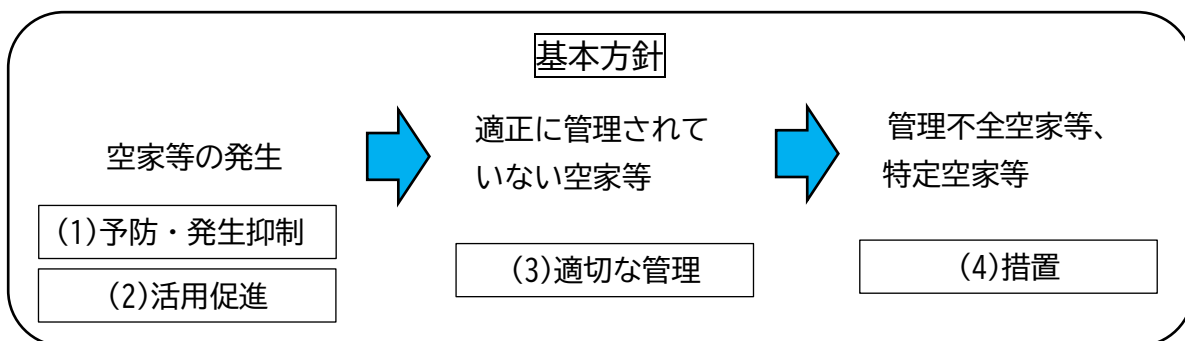 基本方針
空家等の発生
(1)予防・発生抑制
(2)活用促進
適正に管理されて
いない空家等
(3)適切な管理
管理不全空家等、
特定空家等
(4)措置